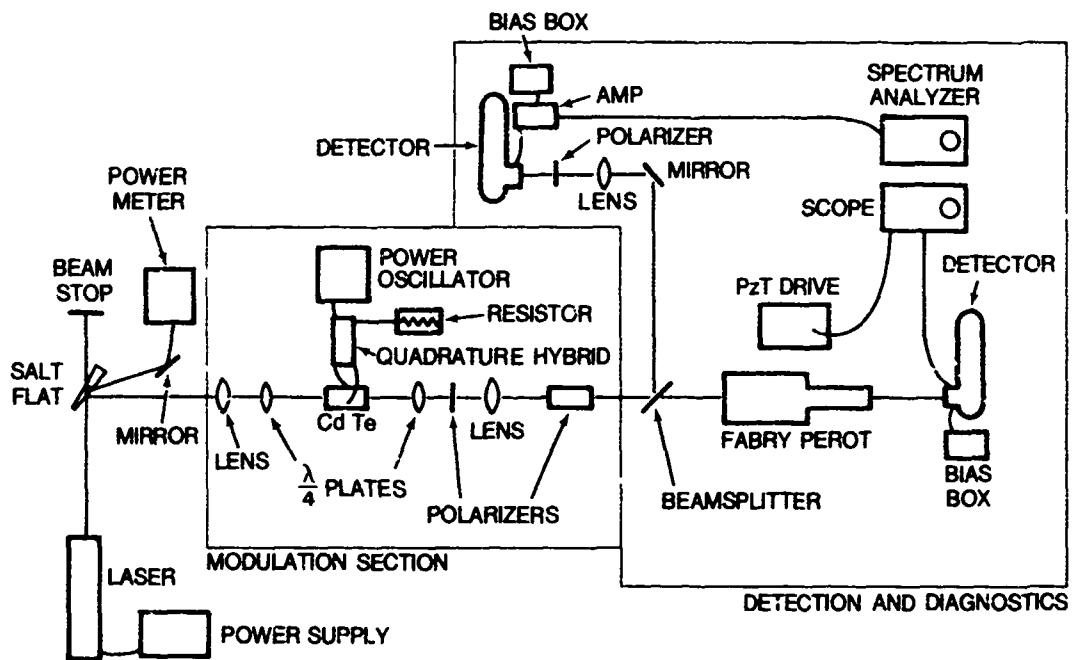 BIAS BOX
AMP
SPECTRUM
ANALYZER
POLARIZER
DETECTOR
MIRROR
LENS
POWER
METER
SCOPE
BEAM
STOP
POWER
OSCILLATOR
DETECTOR
PzT DRIVE
RESISTOR
QUADRATURE HYBRID
SALT
FLAT
Cd Te
MIRROR
LENS
LENS
FABRY PEROT
λ/4 PLATES
BIAS
BOX
POLARIZERS
BEAMSPLITTER
MODULATION SECTION
LASER
DETECTION AND DIAGNOSTICS
POWER SUPPLY